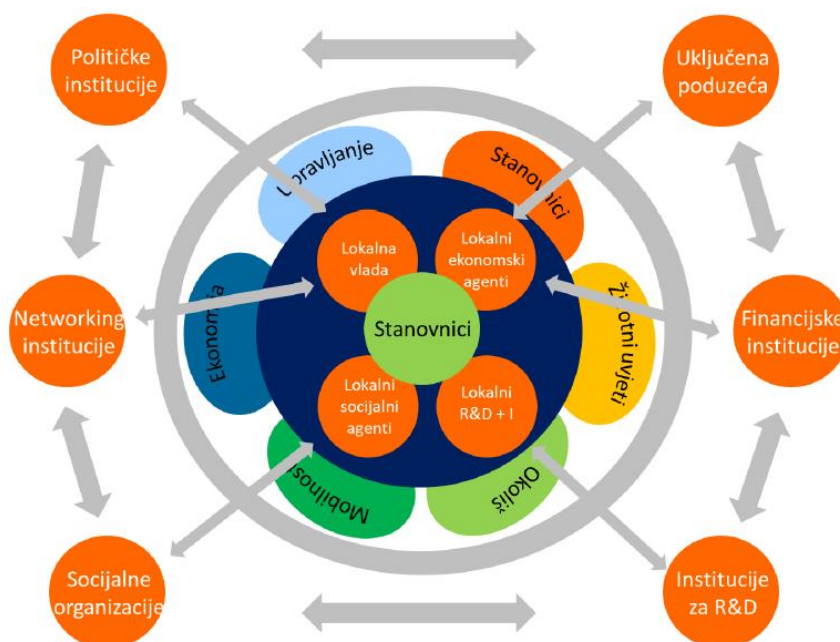 Političke
institucije
Uključena
poduzeća
Upravljanje
Stanovnici
Lokalna
vlada
Lokalni
ekonomski
agenti
Networking
institucije
Ekonomija
Stanovnici
Životni uvjeti
Financijske
institucije
Lokalni
socijalni
agenti
Lokalni
R&D + I
Mobilnost
Okoliš
Socijalne
organizacije
Institucije
za R&D